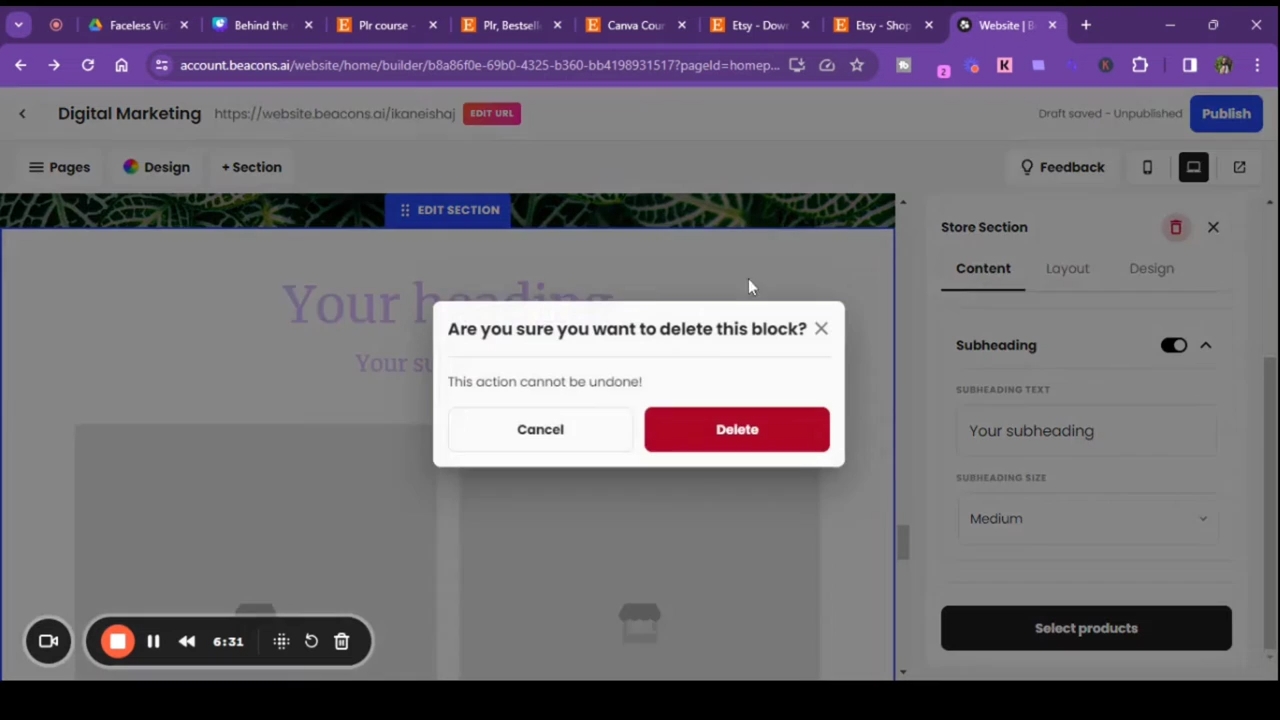 Faceless Vi
Behind the
Plr course -
Plr, Bestsell
Canva Cour
Etsy - Dow
Etsy - Shop
Website | B
account.beacons.ai/website/home/builder/b8a86f0e-69b0-4325-b360-bb4198931517?pageId=homep...
2
K
K
Digital Marketing
https://website.beacons.ai/ikaneishaj
EDIT URL
Draft saved - Unpublished
Publish
Pages
Design
+ Section
Feedback
EDIT SECTION
Your heading
Your su
Are you sure you want to delete this block?
This action cannot be undone!
Cancel
Delete
Store Section
Content
Layout
Design
Subheading
SUBHEADING TEXT
Your subheading
SUBHEADING SIZE
Medium
Select products
6:31